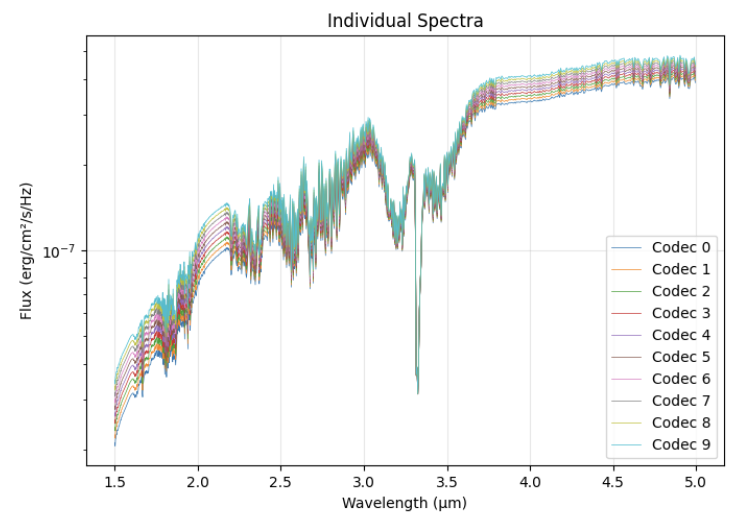 Individual Spectra
Flux (erg/cm²/s/Hz)
10⁻⁷
Codec 0
Codec 1
Codec 2
Codec 3
Codec 4
Codec 5
Codec 6
Codec 7
Codec 8
Codec 9
1.5 2.0 2.5 3.0 3.5 4.0 4.5 5.0
Wavelength (μm)